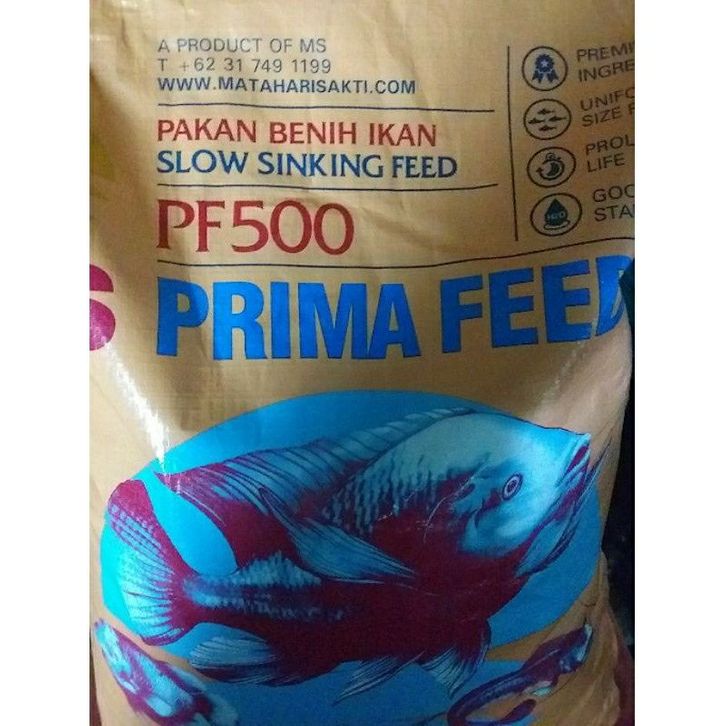 A PRODUCT OF MS
T +62 31 749 1199
WWW.MATAHARISAKTI.COM
PAKAN BENIH IKAN
SLOW SINKING FEED
PF500
PRIMA FEED
H2O